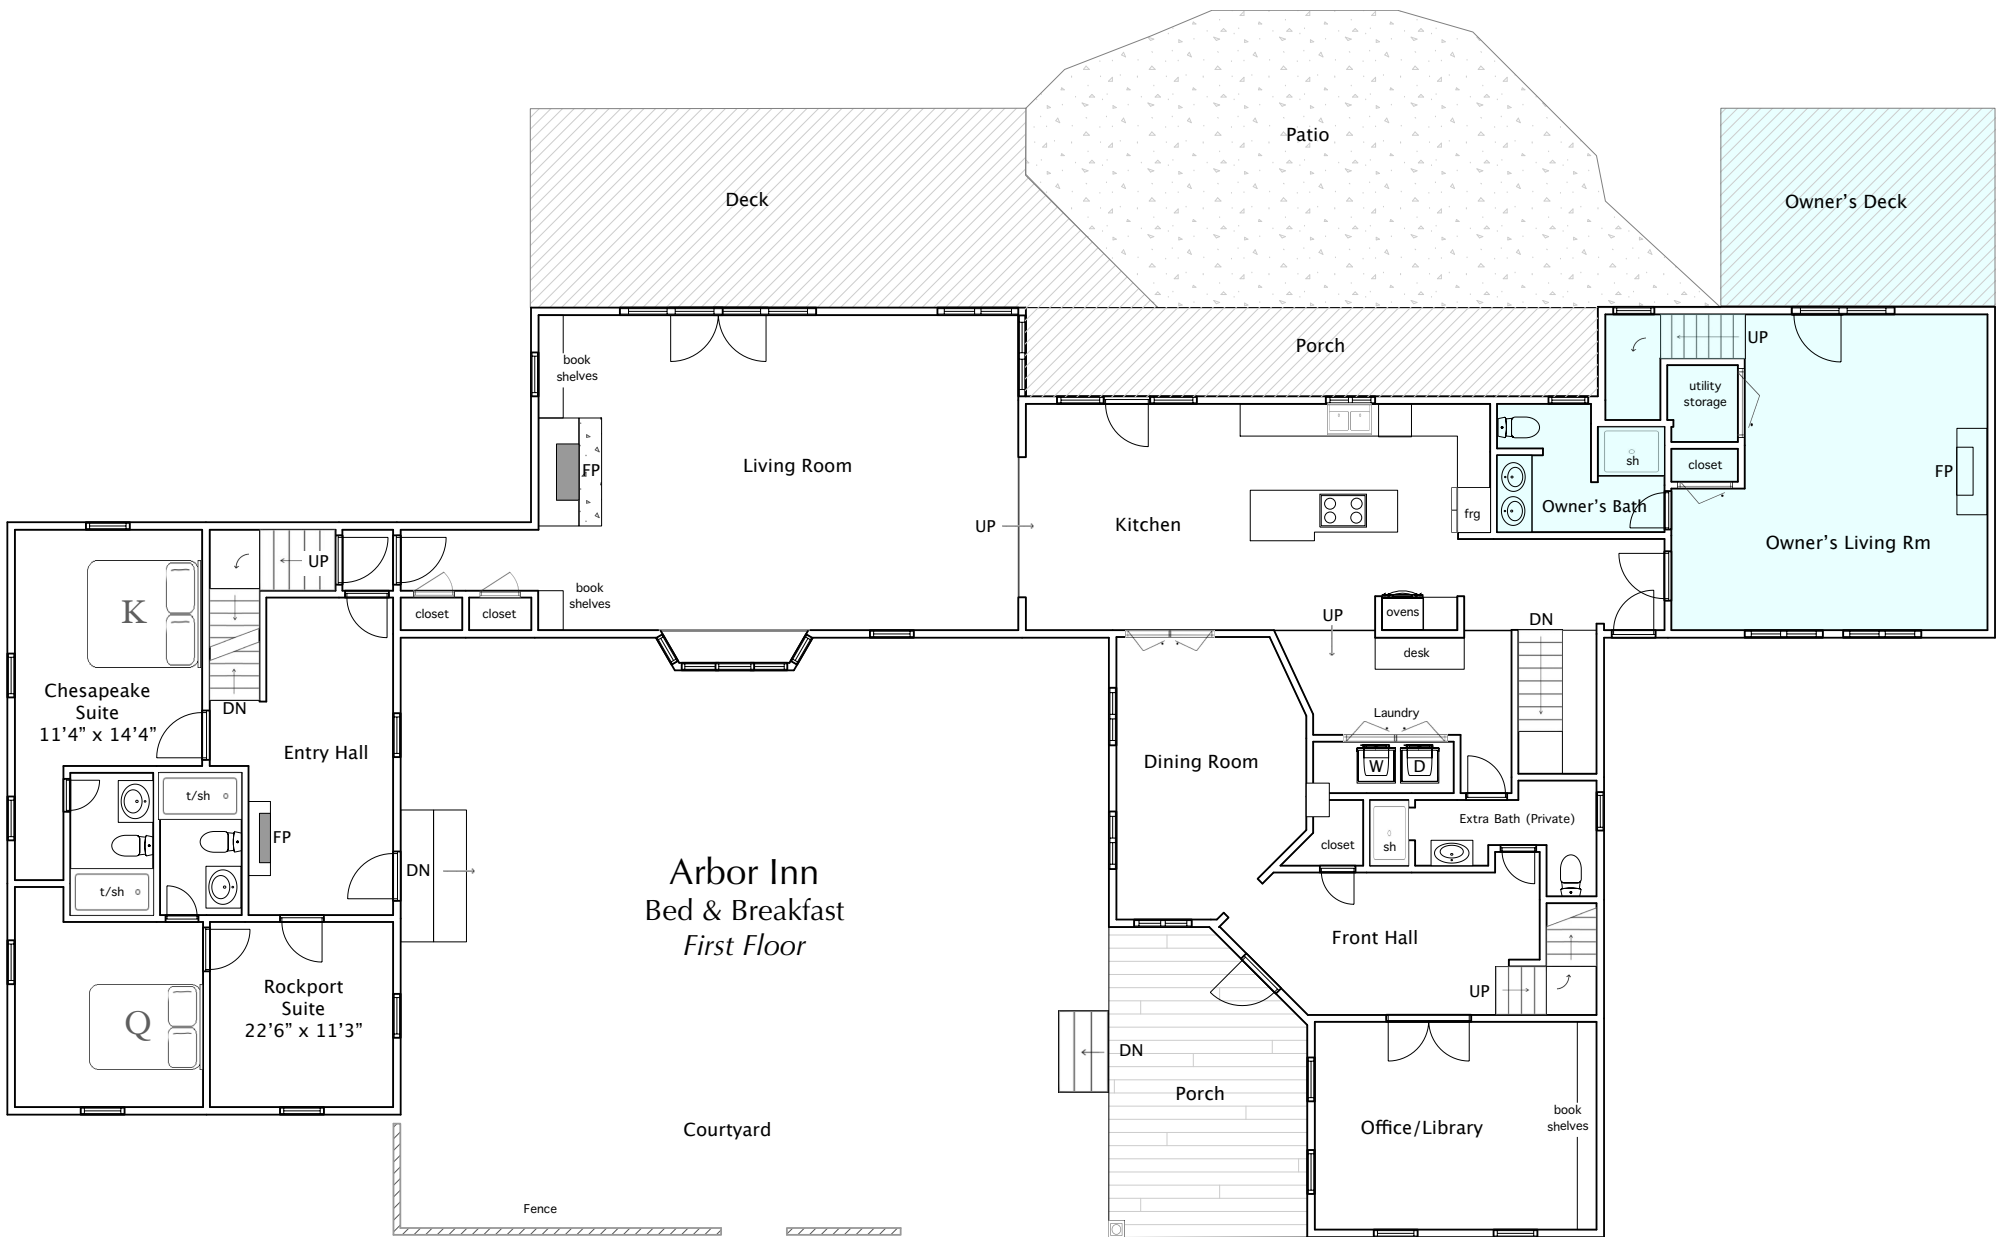 Patio
Deck
Owner's Deck
Porch
UP
book
shelves
utility
storage
Living Room
FP
sh
closet
FP
UP
Kitchen
frg
Owner's Bath
Owner's Living Rm
UP
K
book
shelves
closet
closet
UP
ovens
DN
desk
Chesapeake
Suite
11'4" x 14'4"
DN
Laundry
Entry Hall
Dining Room
W
D
t/sh
FP
Extra Bath (Private)
closet
sh
DN
Arbor Inn
Bed & Breakfast
First Floor
t/sh
Front Hall
UP
Rockport
Suite
22'6" x 11'3"
Q
DN
Porch
book
shelves
Office/Library
Courtyard
Fence